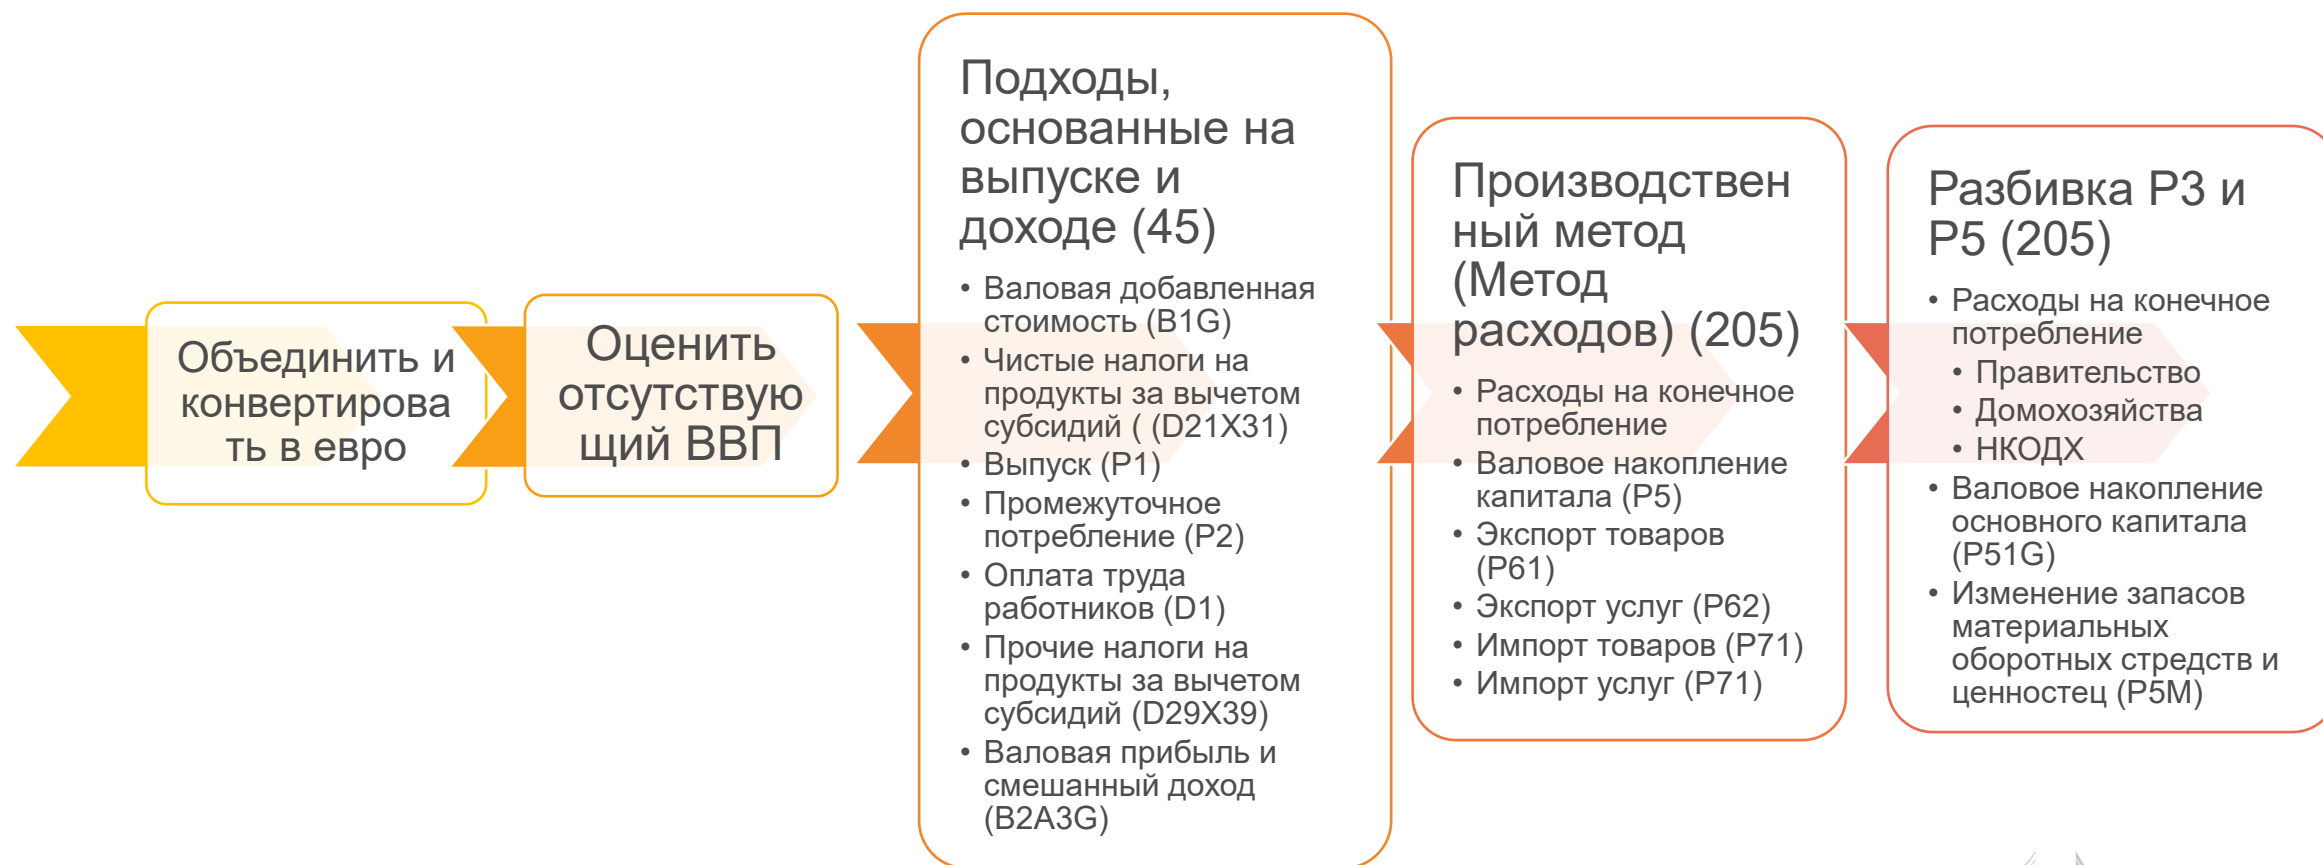 Объединить и
конвертирова
ть в евро
Оценить
отсутствую
щий ВВП
Подходы,
основанные на
выпуске и
доходе (45)
• Валовая добавленная
стоимость (B1G)
• Чистые налоги на
продукты за вычетом
субсидий ( (D21X31)
• Выпуск (P1)
• Промежуточное
потребление (P2)
• Оплата труда
работников (D1)
• Прочие налоги на
продукты за вычетом
субсидий (D29X39)
• Валовая прибыль и
смешанный доход
(B2A3G)
Производствен
ный метод
(Метод
расходов) (205)
• Расходы на конечное
потребление
• Валовое накопление
капитала (P5)
• Экспорт товаров
(P61)
• Экспорт услуг (P62)
• Импорт товаров (P71)
• Импорт услуг (P71)
Разбивка P3 и
P5 (205)
• Расходы на конечное
потребление
• Правительство
• Домохозяйства
• НКОДХ
• Валовое накопление
основного капитала
(P51G)
• Изменение запасов
материальных
оборотных стредств и
ценностец (P5M)